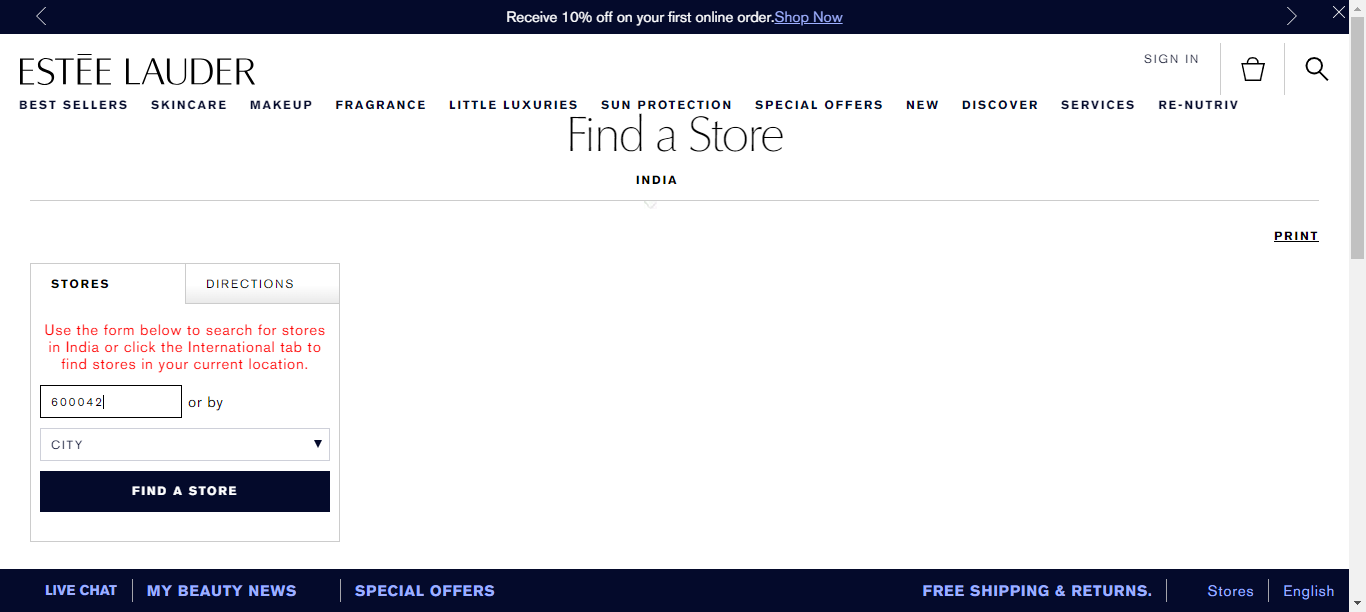 Receive 10% off on your first online order.Shop Now
ESTĒE LAUDER
SIGN IN
BEST SELLERS SKINCARE MAKEUP FRAGRANCE LITTLE LUXURIES SUN PROTECTION SPECIAL OFFERS NEW DISCOVER SERVICES RE-NUTRIV
Find a Store
INDIA
PRINT
STORES DIRECTIONS
Use the form below to search for stores
in India or click the International tab to
find stores in your current location.
600042 or by
CITY
FIND A STORE
LIVE CHAT MY BEAUTY NEWS SPECIAL OFFERS FREE SHIPPING & RETURNS. Stores English